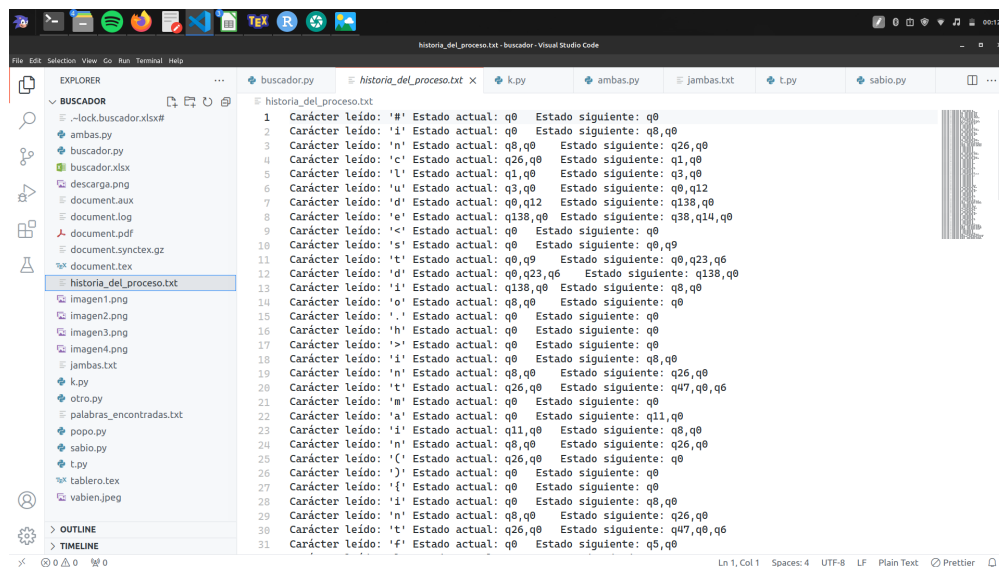 TEX
R
00:12
historia_del_proceso.txt - buscador - Visual Studio Code
File Edit Selection View Go Run Terminal Help
EXPLORER ...
buscador.py historia_del_proceso.txt × k.py ambas.py jambas.txt t.py sabio.py ...
BUSCADOR
historia_del_proceso.txt
.~lock.buscador.xlsx#
ambas.py
buscador.py
buscador.xlsx
descarga.png
document.aux
document.log
document.pdf
document.synctex.gz
document.tex
historia_del_proceso.txt
imagen1.png
imagen2.png
imagen3.png
imagen4.png
jambas.txt
k.py
otro.py
palabras_encontradas.txt
popo.py
sabio.py
t.py
tablero.tex
vabien.jpeg
OUTLINE
TIMELINE
1 Carácter leído: '#' Estado actual: q0 Estado siguiente: q0
2 Carácter leído: 'i' Estado actual: q0 Estado siguiente: q8,q0
3 Carácter leído: 'n' Estado actual: q8,q0 Estado siguiente: q26,q0
4 Carácter leído: 'c' Estado actual: q26,q0 Estado siguiente: q1,q0
5 Carácter leído: 'l' Estado actual: q1,q0 Estado siguiente: q3,q0
6 Carácter leído: 'u' Estado actual: q3,q0 Estado siguiente: q0,q12
7 Carácter leído: 'd' Estado actual: q0,q12 Estado siguiente: q138,q0
8 Carácter leído: 'e' Estado actual: q138,q0 Estado siguiente: q38,q14,q0
9 Carácter leído: '<' Estado actual: q0 Estado siguiente: q0
10 Carácter leído: 's' Estado actual: q0 Estado siguiente: q0,q9
11 Carácter leído: 't' Estado actual: q0,q9 Estado siguiente: q0,q23,q6
12 Carácter leído: 'd' Estado actual: q0,q23,q6 Estado siguiente: q138,q0
13 Carácter leído: 'i' Estado actual: q138,q0 Estado siguiente: q8,q0
14 Carácter leído: 'o' Estado actual: q8,q0 Estado siguiente: q0
15 Carácter leído: '.' Estado actual: q0 Estado siguiente: q0
16 Carácter leído: 'h' Estado actual: q0 Estado siguiente: q0
17 Carácter leído: '>' Estado actual: q0 Estado siguiente: q0
18 Carácter leído: 'i' Estado actual: q0 Estado siguiente: q8,q0
19 Carácter leído: 'n' Estado actual: q8,q0 Estado siguiente: q26,q0
20 Carácter leído: 't' Estado actual: q26,q0 Estado siguiente: q47,q0,q6
21 Carácter leído: 'm' Estado actual: q0 Estado siguiente: q0
22 Carácter leído: 'a' Estado actual: q0 Estado siguiente: q11,q0
23 Carácter leído: 'i' Estado actual: q11,q0 Estado siguiente: q8,q0
24 Carácter leído: 'n' Estado actual: q8,q0 Estado siguiente: q26,q0
25 Carácter leído: '(' Estado actual: q26,q0 Estado siguiente: q0
26 Carácter leído: ')' Estado actual: q0 Estado siguiente: q0
27 Carácter leído: '{' Estado actual: q0 Estado siguiente: q0
28 Carácter leído: 'i' Estado actual: q0 Estado siguiente: q8,q0
29 Carácter leído: 'n' Estado actual: q8,q0 Estado siguiente: q26,q0
30 Carácter leído: 't' Estado actual: q26,q0 Estado siguiente: q47,q0,q6
31 Carácter leído: 'f' Estado actual: q0 Estado siguiente: q5,q0
0 0 0 Ln 1, Col 1 Spaces: 4 UTF-8 LF Plain Text Prettier